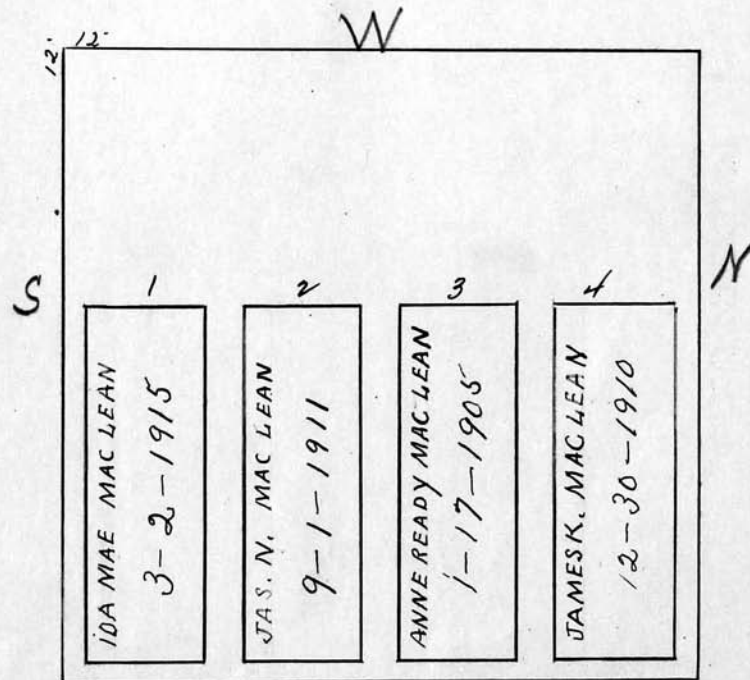 W
12'
12'
S
N
1
2
3
4
IDA MAE MAC LEAN
3-2-1915
JAS. N. MAC LEAN
9-1-1911
ANNE READY MAC LEAN
1-17-1905
JAMES K. MAC LEAN
12-30-1910